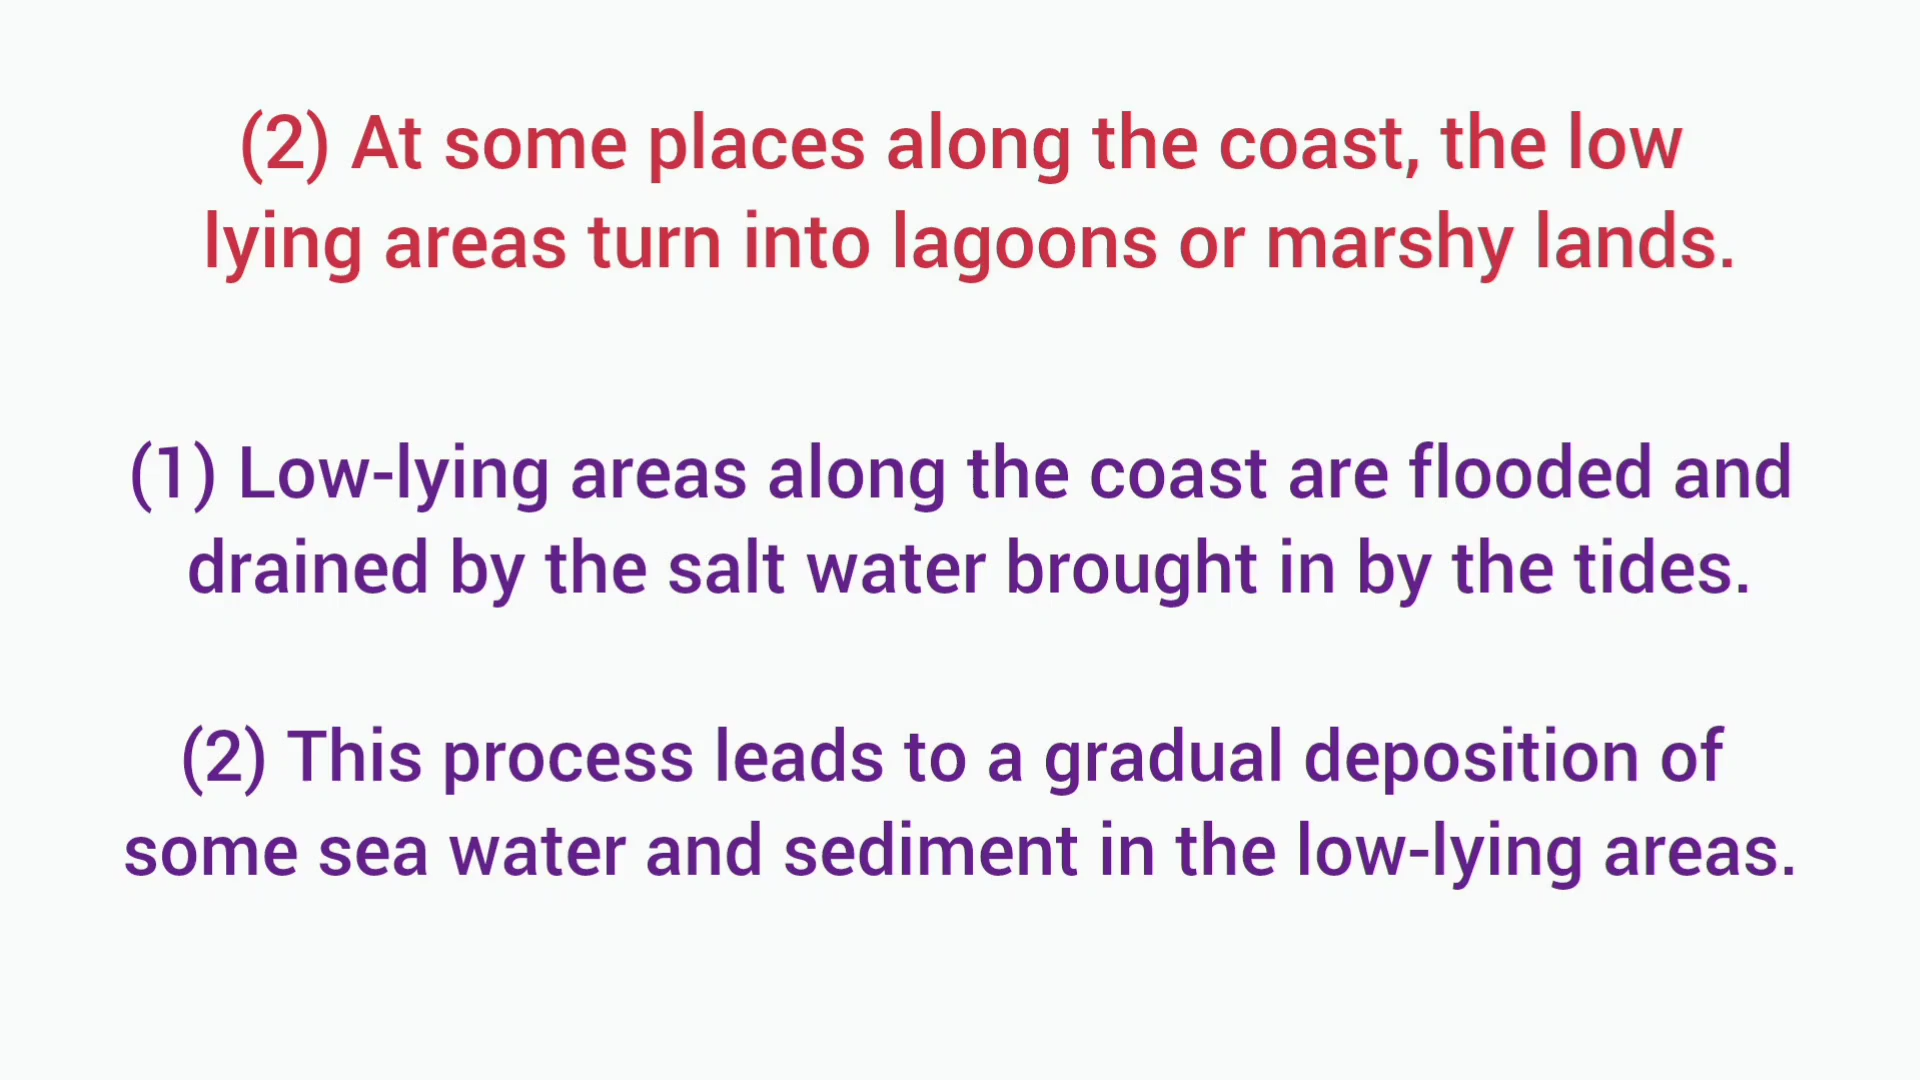 (2) At some places along the coast, the low
lying areas turn into lagoons or marshy lands.
(1) Low-lying areas along the coast are flooded and
drained by the salt water brought in by the tides.
(2) This process leads to a gradual deposition of
some sea water and sediment in the low-lying areas.